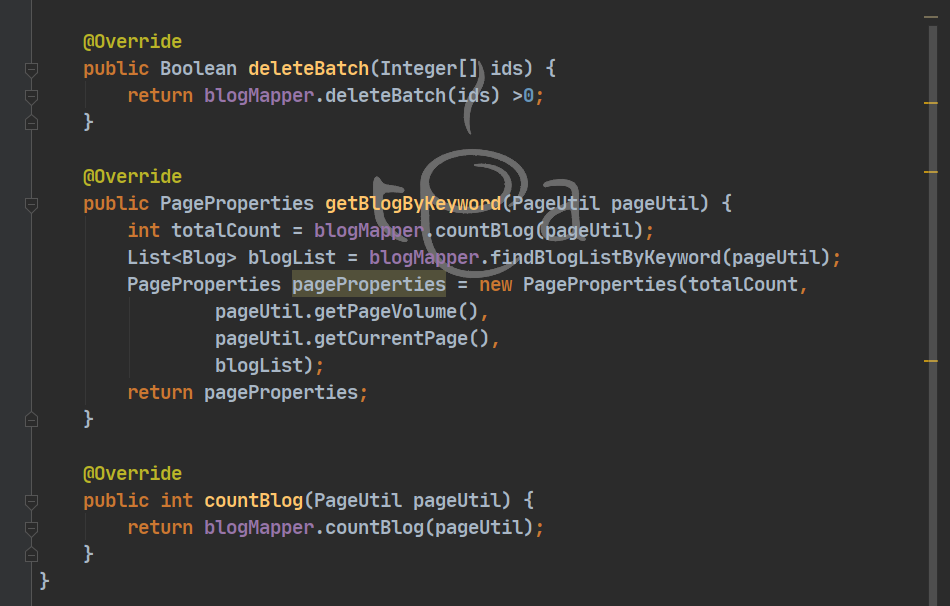 @Override
public Boolean deleteBatch(Integer[] ids) {
return blogMapper.deleteBatch(ids) >0;
}
@Override
public PageProperties getBlogByKeyword(PageUtil pageUtil) {
int totalCount = blogMapper.countBlog(pageUtil);
List<Blog> blogList = blogMapper.findBlogListByKeyword(pageUtil);
PageProperties pageProperties = new PageProperties(totalCount,
pageUtil.getPageVolume(),
pageUtil.getCurrentPage(),
blogList);
return pageProperties;
}
@Override
public int countBlog(PageUtil pageUtil) {
return blogMapper.countBlog(pageUtil);
}
}